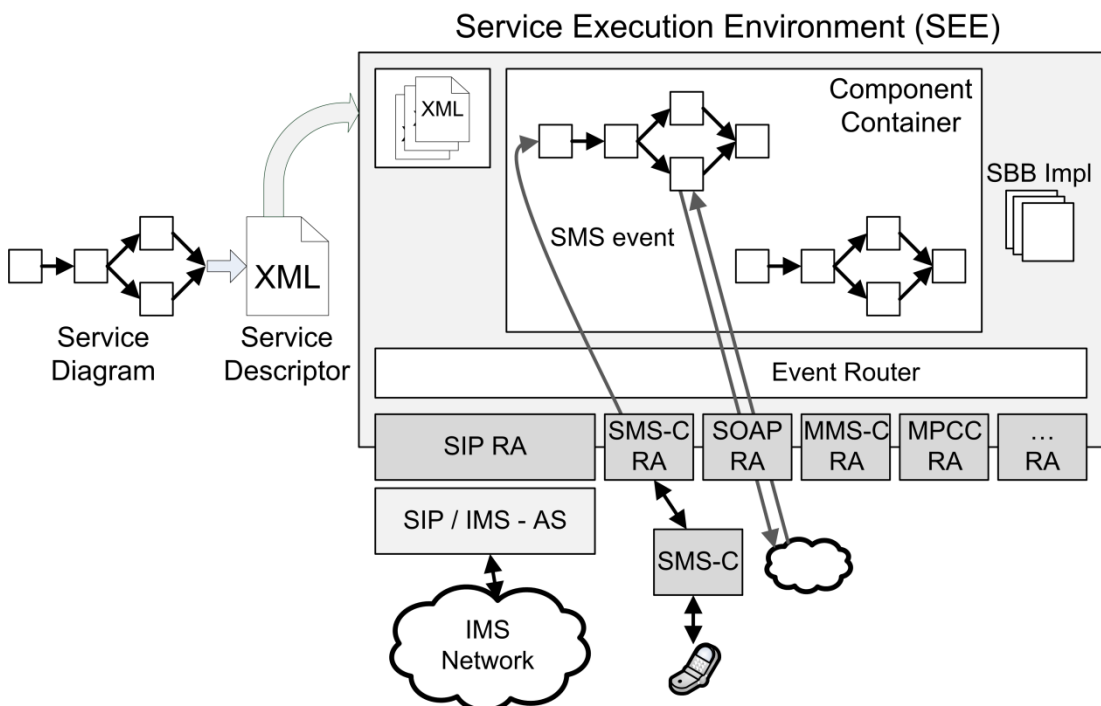 Service Execution Environment (SEE)
XML
Component
Container
SBB Impl
SMS event
XML
Service
Diagram
Service
Descriptor
Event Router
SIP RA
SMS-C
RA
SOAP
RA
MMS-C
RA
MPCC
RA
…
RA
SIP / IMS - AS
SMS-C
IMS
Network